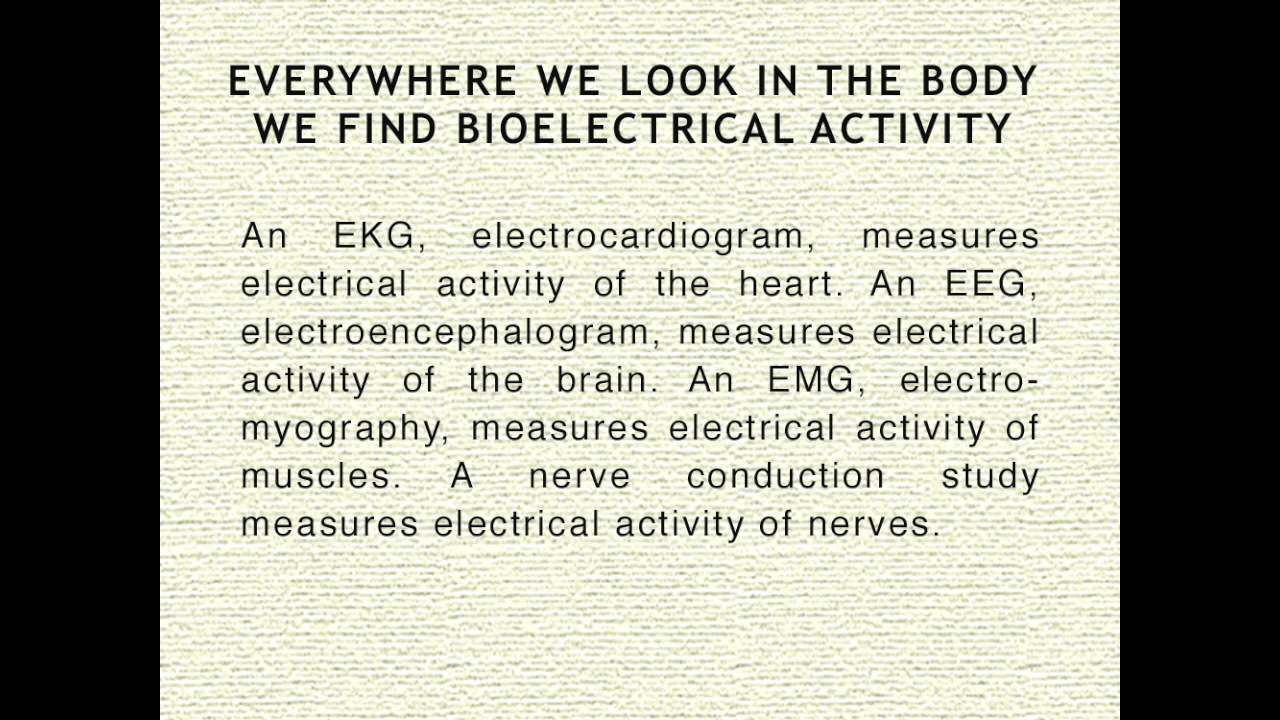 EVERYWHERE WE LOOK IN THE BODY
WE FIND BIOELECTRICAL ACTIVITY
An EKG, electrocardiogram, measures
electrical activity of the heart. An EEG,
electroencephalogram, measures electrical
activity of the brain. An EMG, electro-
myography, measures electrical activity of
muscles. A nerve conduction study
measures electrical activity of nerves.